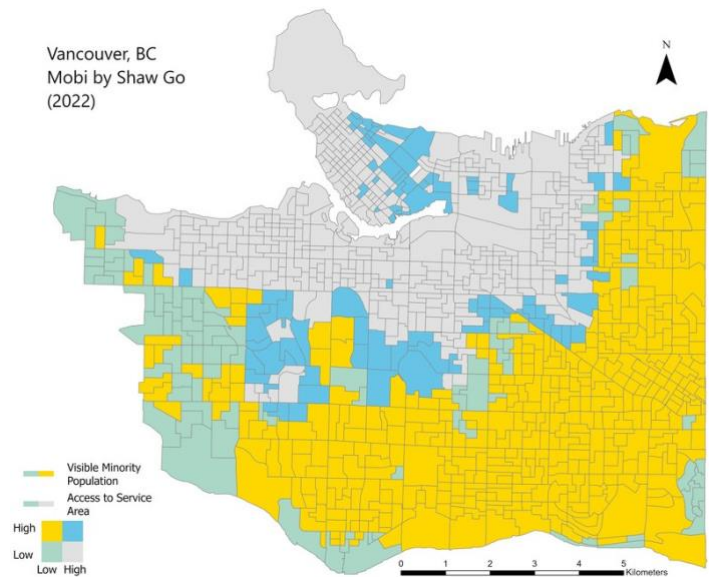 Vancouver, BC
Mobi by Shaw Go
(2022)
N
Visible Minority
Population
Access to Service
Area
High
Low
Low High
0 1 2 3 4 5
Kilometers